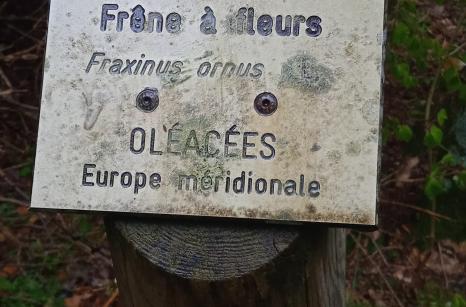 Frêne à fleurs
Fraxinus ornus
OLÉACÉES
Europe méridionale